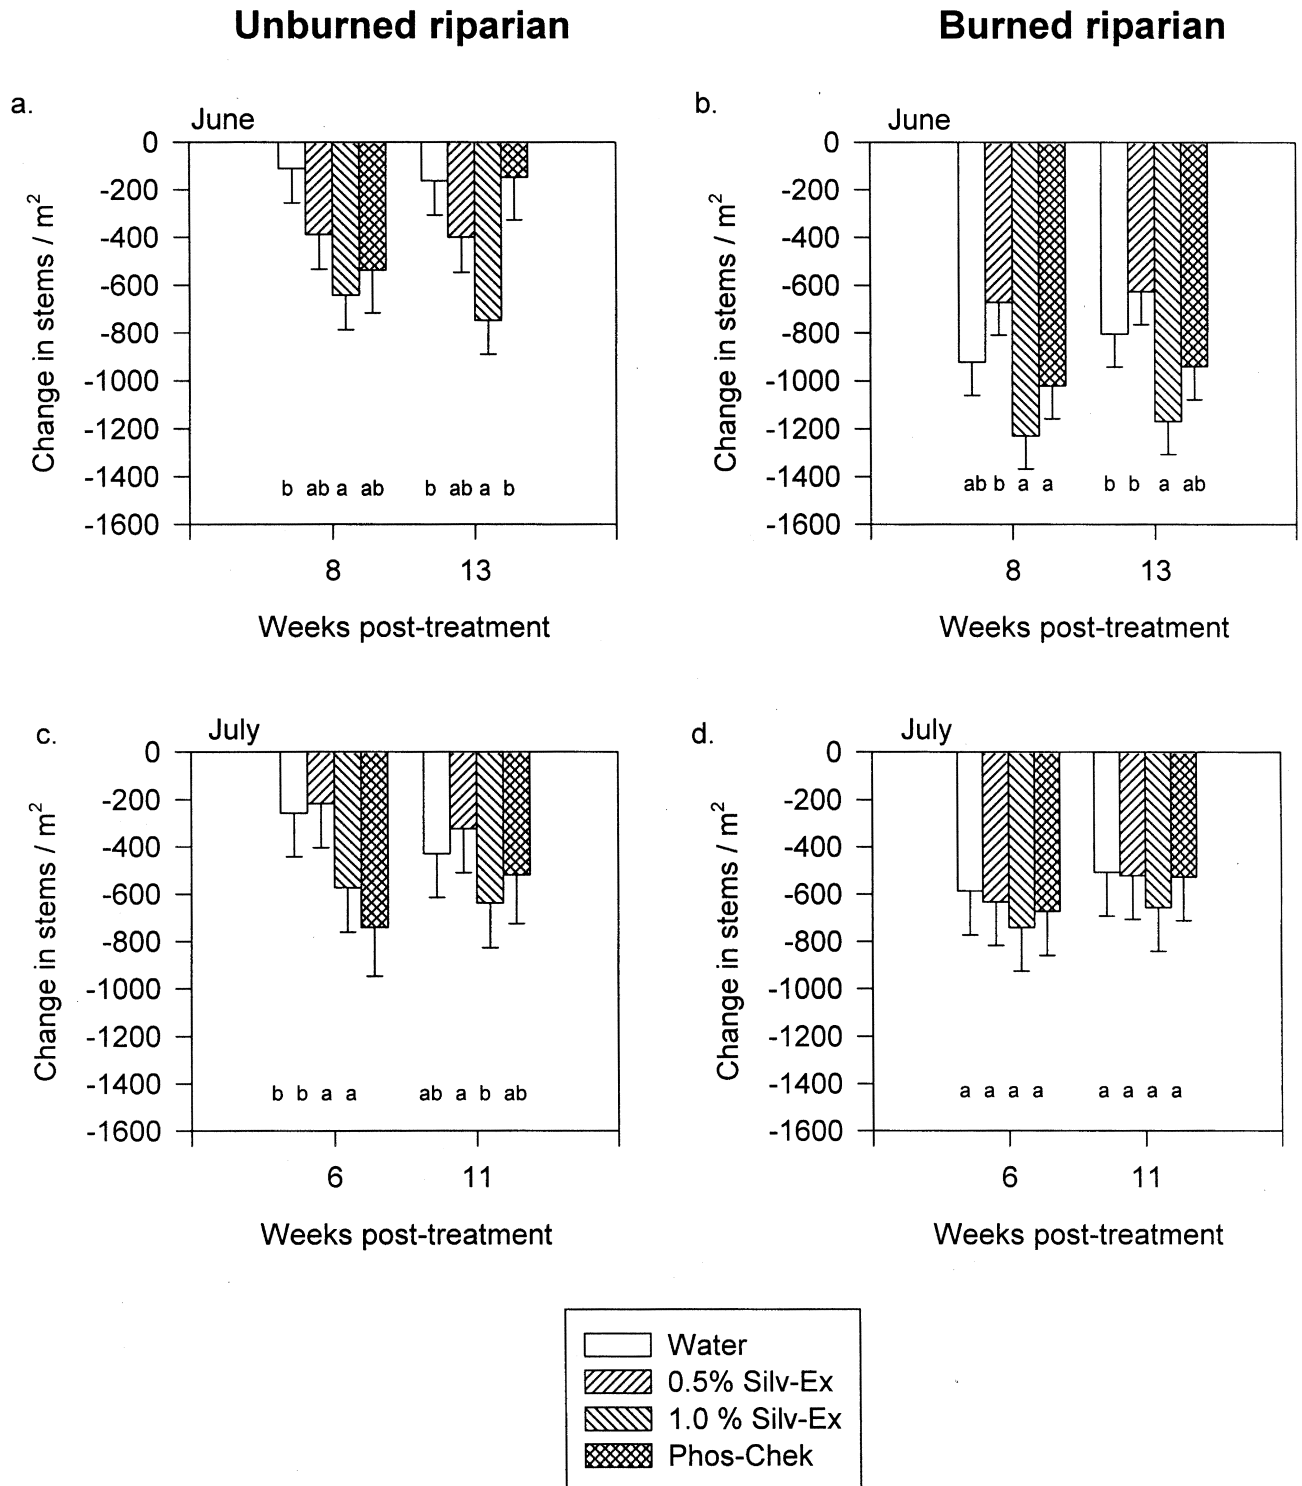 Unburned riparian
Burned riparian
a.
June
0
-200
-400
-600
-800
-1000
-1200
-1400
-1600
Change in stems / m2
b ab a ab b ab a b
8 13
Weeks post-treatment
b.
June
0
-200
-400
-600
-800
-1000
-1200
-1400
-1600
Change in stems / m2
ab b a a b b a ab
8 13
Weeks post-treatment
c.
July
0
-200
-400
-600
-800
-1000
-1200
-1400
-1600
Change in stems / m2
b b a a ab a b ab
6 11
Weeks post-treatment
d.
July
0
-200
-400
-600
-800
-1000
-1200
-1400
-1600
Change in stems / m2
a a a a a a a a
6 11
Weeks post-treatment
Water
0.5% Silv-Ex
1.0 % Silv-Ex
Phos-Chek